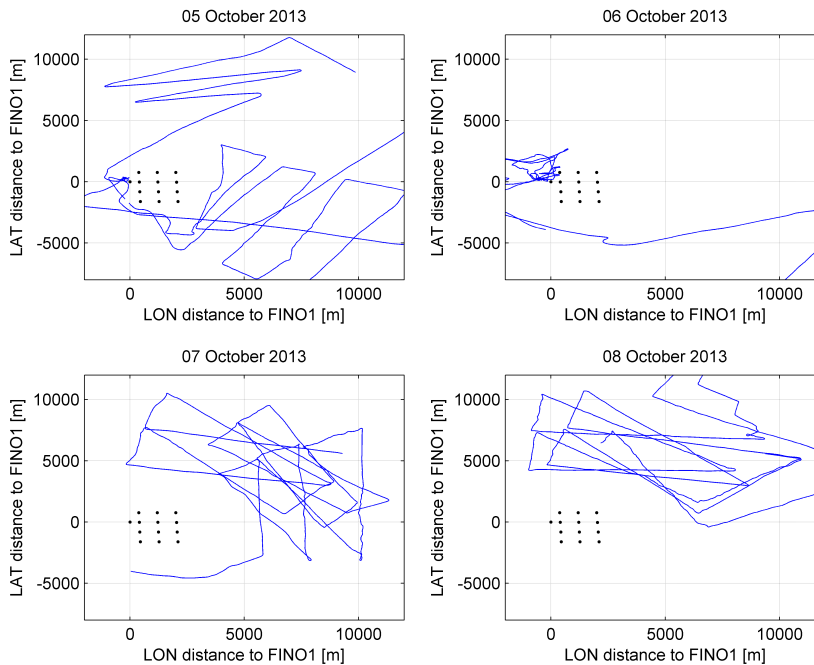 05 October 2013
LAT distance to FINO1 [m]
10000
5000
0
-5000
0
5000
10000
LON distance to FINO1 [m]
06 October 2013
LAT distance to FINO1 [m]
10000
5000
0
-5000
0
5000
10000
LON distance to FINO1 [m]
07 October 2013
LAT distance to FINO1 [m]
10000
5000
0
-5000
0
5000
10000
LON distance to FINO1 [m]
08 October 2013
LAT distance to FINO1 [m]
10000
5000
0
-5000
0
5000
10000
LON distance to FINO1 [m]